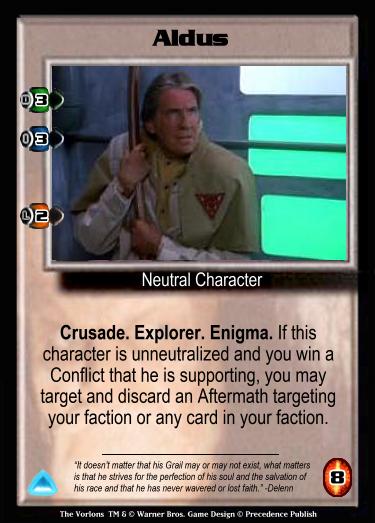 Aldus
D 3
I 3
L 2
Neutral Character
Crusade. Explorer. Enigma. If this
character is unneutralized and you win a
Conflict that he is supporting, you may
target and discard an Aftermath targeting
your faction or any card in your faction.
"It doesn't matter that his Grail may or may not exist, what matters
is that he strives for the perfection of his soul and the salvation of
his race and that he has never wavered or lost faith." -Delenn
8
The Vorlons TM & © Warner Bros. Game Design © Precedence Publish